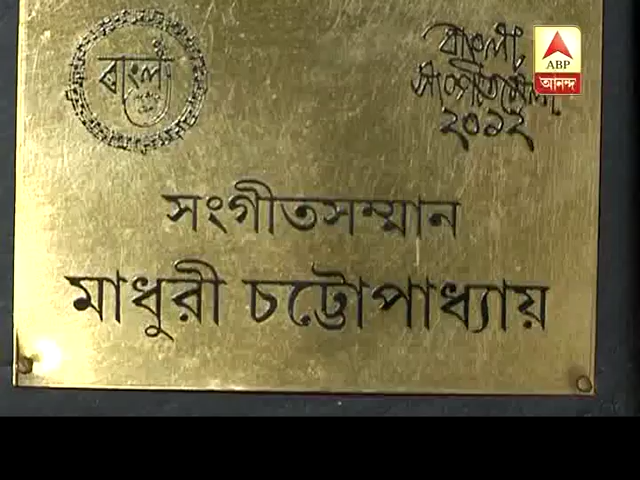 বাংলা
বাংলা
সংগীতমেলা
২০১২
ABP
আনন্দ
সংগীতসম্মান
মাধুরী চট্টোপাধ্যায়